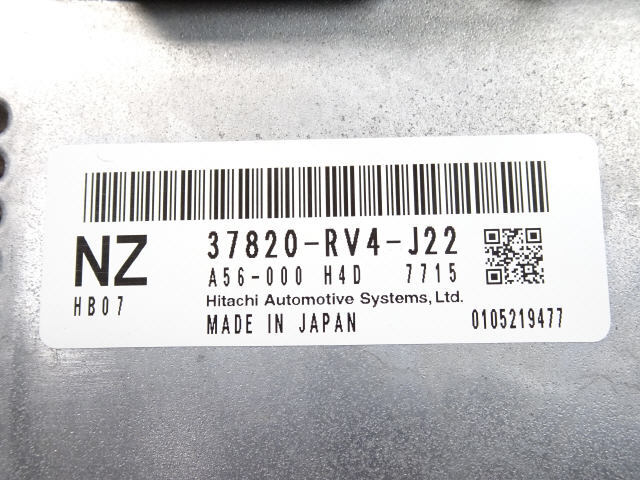 NZ 37820-RV4-J22
A56-000 H4D 7715
HB07 Hitachi Automotive Systems, Ltd.
MADE IN JAPAN 0105219477